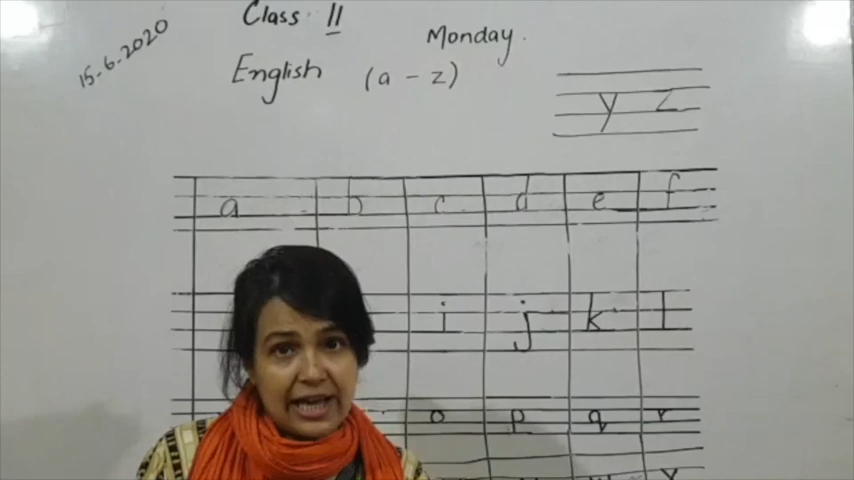 Class II
15-6-2020
Monday.
English (a - z)
y z
a b c d e f
i j k l
o p q r
x